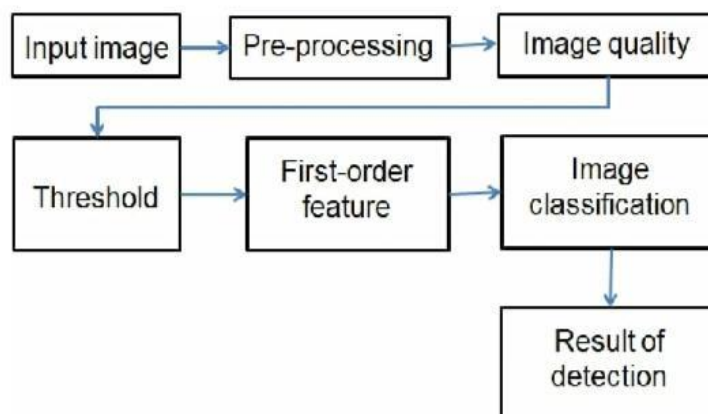 Input image
Pre-processing
Image quality
Threshold
First-order
feature
Image
classification
Result of
detection